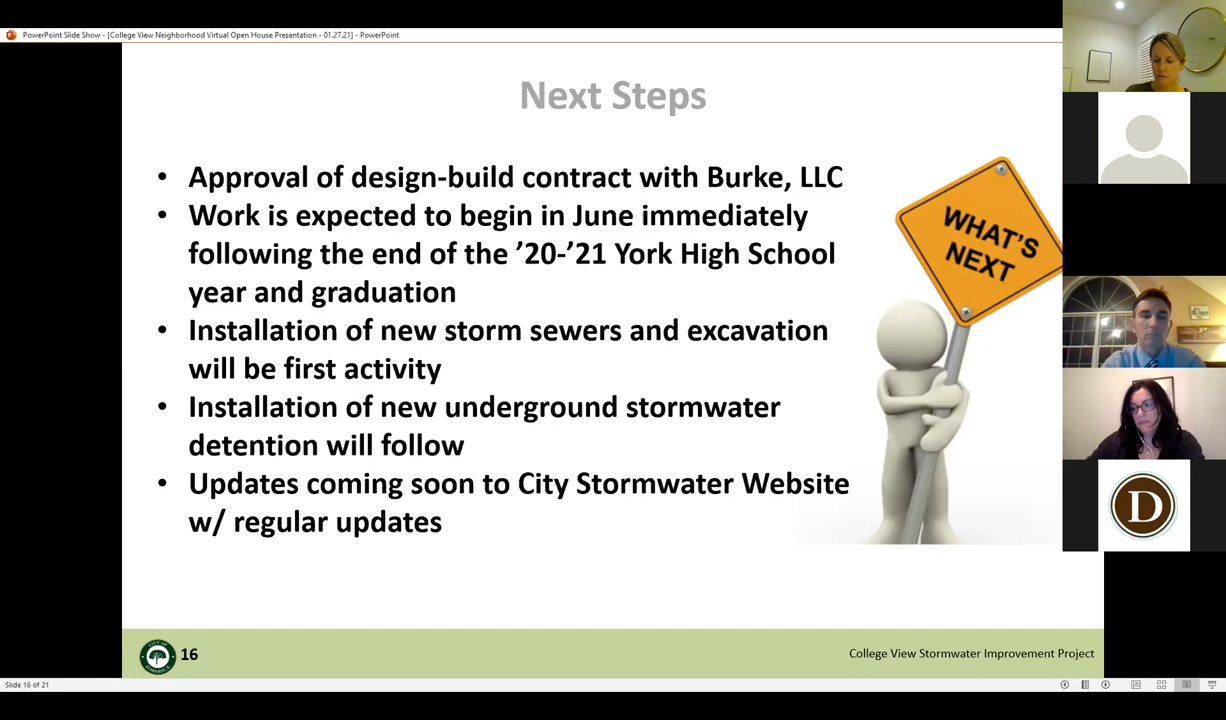 PowerPoint Slide Show - [College View Neighborhood Virtual Open House Presentation - 01.27.21] - PowerPoint
Next Steps
• Approval of design-build contract with Burke, LLC
• Work is expected to begin in June immediately
following the end of the ’20-’21 York High School
year and graduation
• Installation of new storm sewers and excavation
will be first activity
• Installation of new underground stormwater
detention will follow
• Updates coming soon to City Stormwater Website
w/ regular updates
WHAT'S
NEXT
D
16
College View Stormwater Improvement Project
Slide 16 of 21